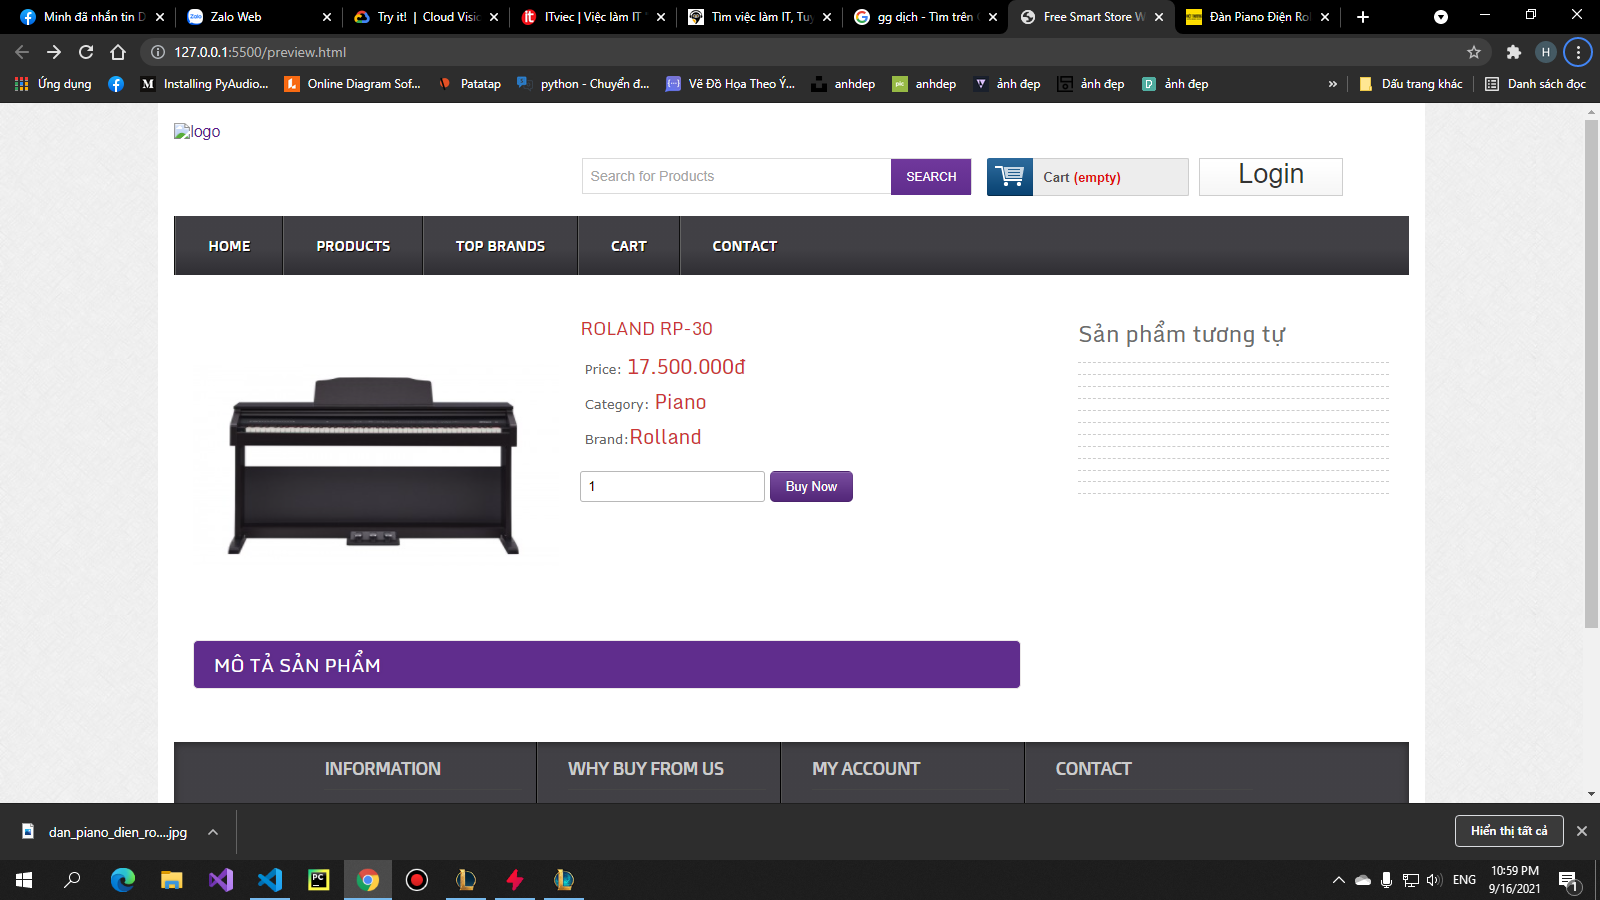 Minh đã nhắn tin D
Zalo Web
Try it! | Cloud Visio
ITviec | Việc làm IT
Tìm việc làm IT, Tuy
gg dịch - Tìm trên G
Free Smart Store W
Đàn Piano Điện Rol
127.0.0.1:5500/preview.html
H
Ứng dụng
Installing PyAudio...
Online Diagram Sof...
Patatap
python - Chuyển đ...
Vẽ Đồ Họa Theo Ý...
anhdep
anhdep
ảnh đẹp
ảnh đẹp
ảnh đẹp
»
Dấu trang khác
Danh sách đọc
logo
Search for Products
SEARCH
Cart (empty)
Login
HOME
PRODUCTS
TOP BRANDS
CART
CONTACT
ROLAND RP-30
Price: 17.500.000đ
Category: Piano
Brand:Rolland
1
Buy Now
Sản phẩm tương tự
MÔ TẢ SẢN PHẨM
INFORMATION
WHY BUY FROM US
MY ACCOUNT
CONTACT
dan_piano_dien_ro....jpg
Hiển thị tất cả
ENG
10:59 PM
9/16/2021
1